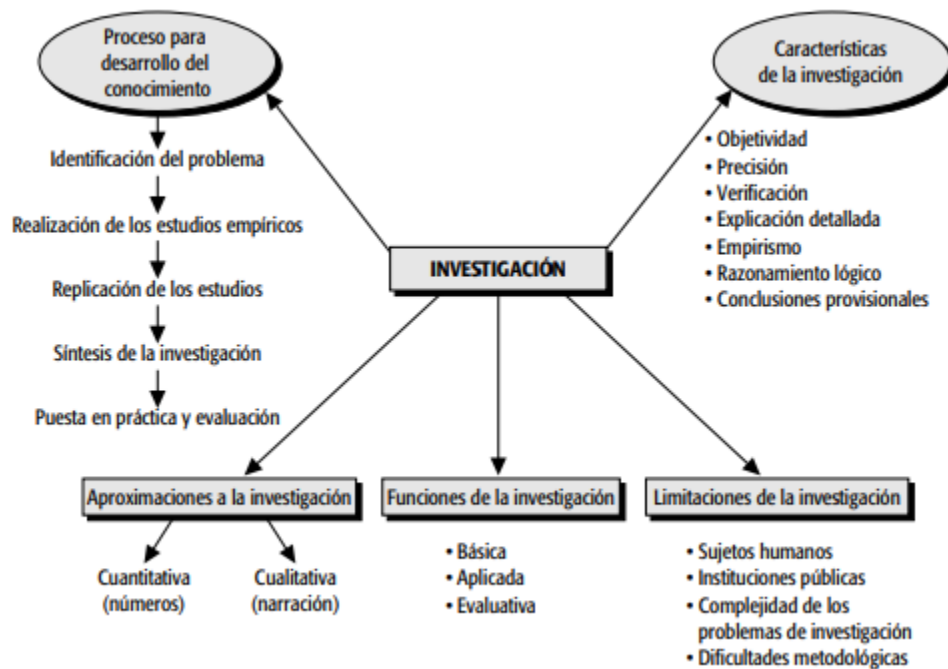 Proceso para
desarrollo del
conocimiento
Identificación del problema
Realización de los estudios empíricos
Replicación de los estudios
Síntesis de la investigación
Puesta en práctica y evaluación
Características
de la investigación
• Objetividad
• Precisión
• Verificación
• Explicación detallada
• Empirismo
• Razonamiento lógico
• Conclusiones provisionales
INVESTIGACIÓN
Aproximaciones a la investigación
Cuantitativa
(números)
Cualitativa
(narración)
Funciones de la investigación
• Básica
• Aplicada
• Evaluativa
Limitaciones de la investigación
• Sujetos humanos
• Instituciones públicas
• Complejidad de los
problemas de investigación
• Dificultades metodológicas